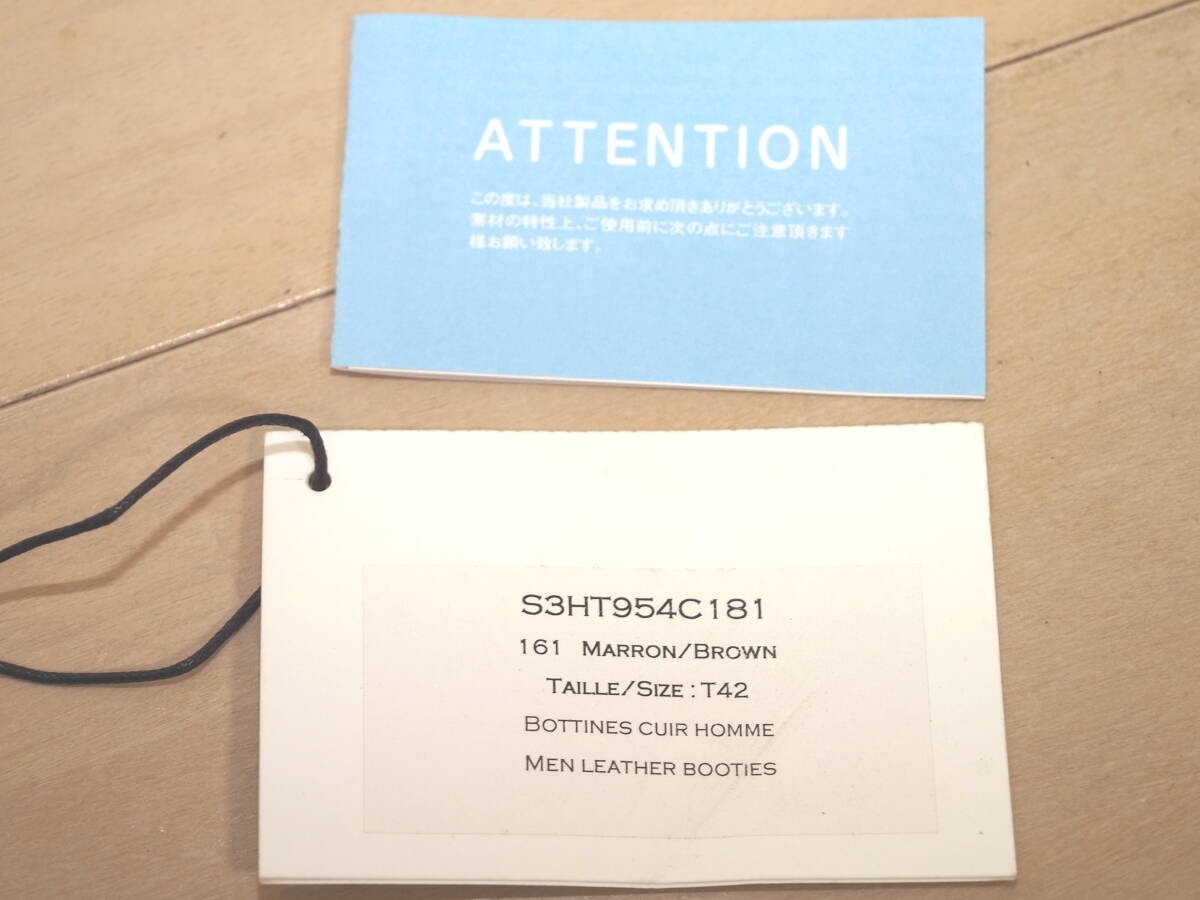 ATTENTION
この度は、当社製品をお求め頂きありがとうございます。
素材の特性上、ご使用前に次の点にご注意頂きます
様お願い致します。
S3HT954C181
161 MARRON/BROWN
TAILLE/SIZE : T42
BOTTINES CUIR HOMME
MEN LEATHER BOOTIES